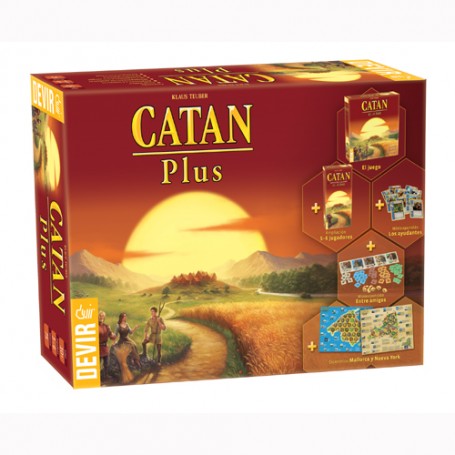 KLAUS TEUBER
CATAN
Plus
CATAN
El juego
CATAN
5-6 jugadores
Los ayudantes
Entre amigos
Mallorca y Nueva York
CATAN
Plus
DEVIR
DEVIR
devir